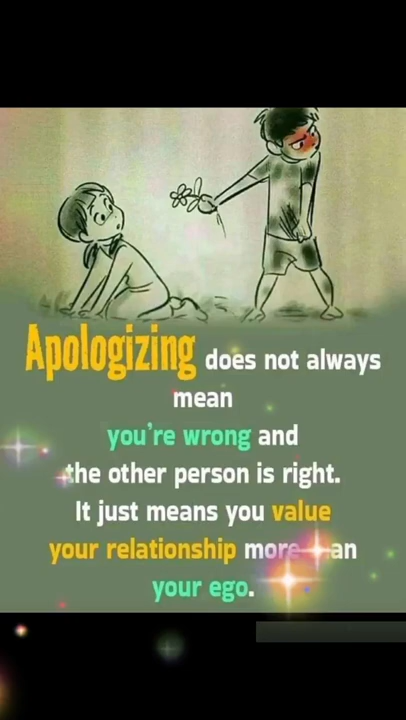 Apologizing does not always
mean
you're wrong and
the other person is right.
It just means you value
your relationship more an
your ego.